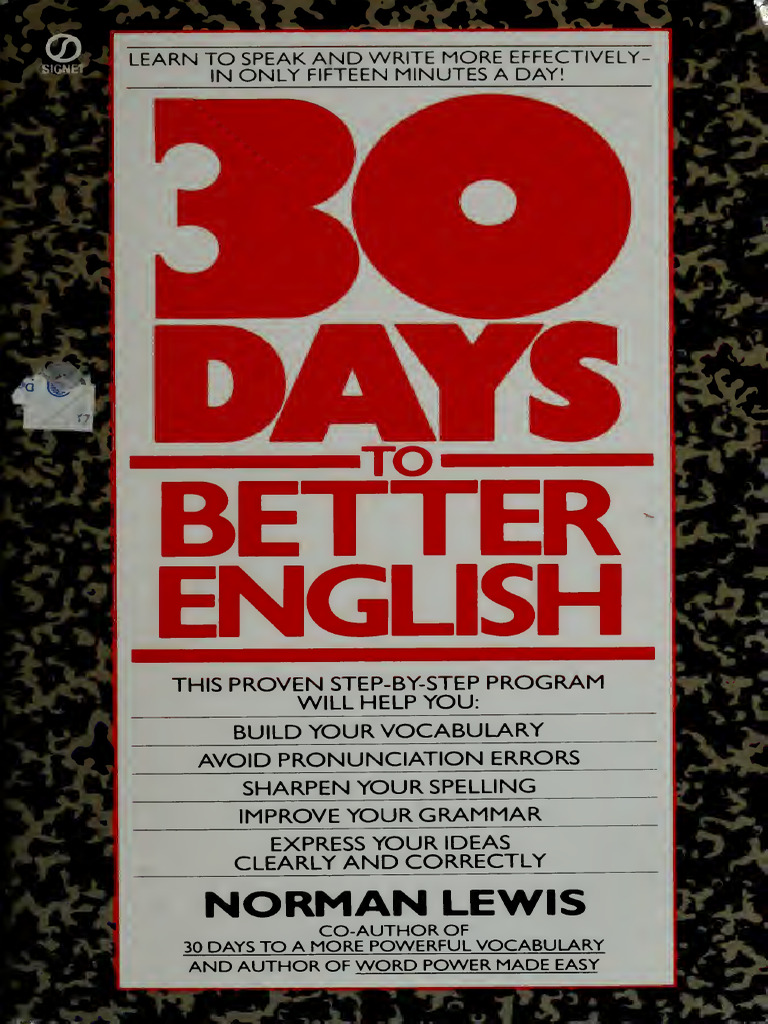 SIGNET
LEARN TO SPEAK AND WRITE MORE EFFECTIVELY–
IN ONLY FIFTEEN MINUTES A DAY!
30
DAYS
TO
BETTER
ENGLISH
THIS PROVEN STEP-BY-STEP PROGRAM
WILL HELP YOU:
BUILD YOUR VOCABULARY
AVOID PRONUNCIATION ERRORS
SHARPEN YOUR SPELLING
IMPROVE YOUR GRAMMAR
EXPRESS YOUR IDEAS
CLEARLY AND CORRECTLY
NORMAN LEWIS
CO-AUTHOR OF
30 DAYS TO A MORE POWERFUL VOCABULARY
AND AUTHOR OF WORD POWER MADE EASY